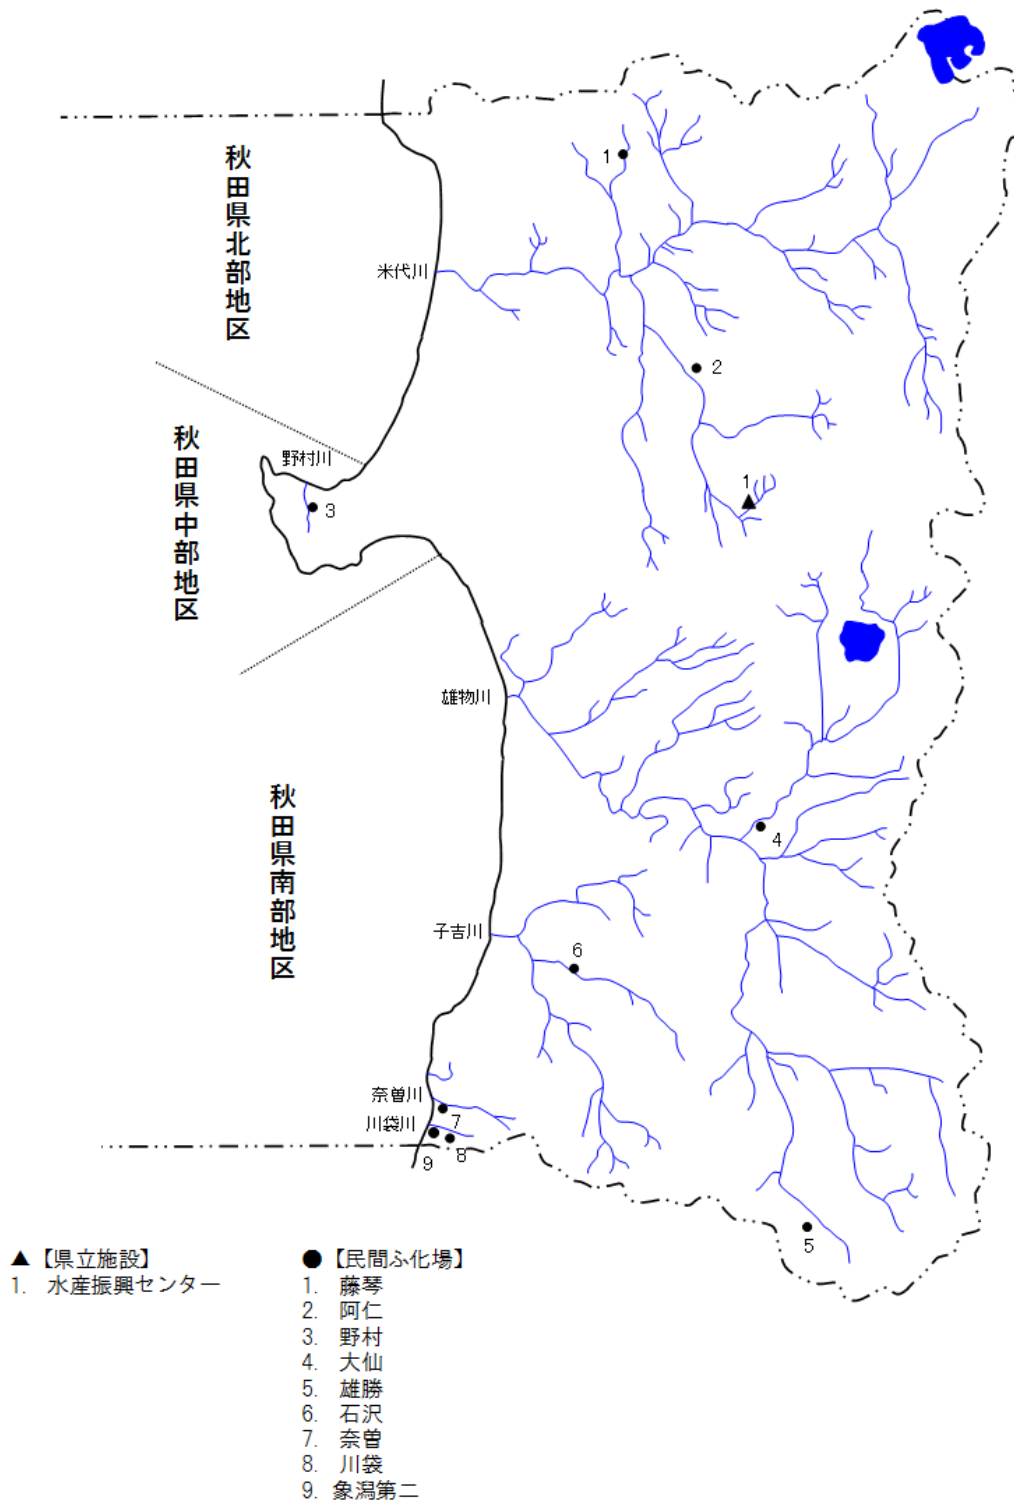 秋田県北部地区
1
米代川
2
秋田県中部地区
野村川
3
1
雄物川
4
秋田県南部地区
子吉川
6
奈曽川
7
川袋川
8
9
5
▲【県立施設】
1. 水産振興センター
●【民間ふ化場】
1. 藤琴
2. 阿仁
3. 野村
4. 大仙
5. 雄勝
6. 石沢
7. 奈曽
8. 川袋
9. 象潟第二